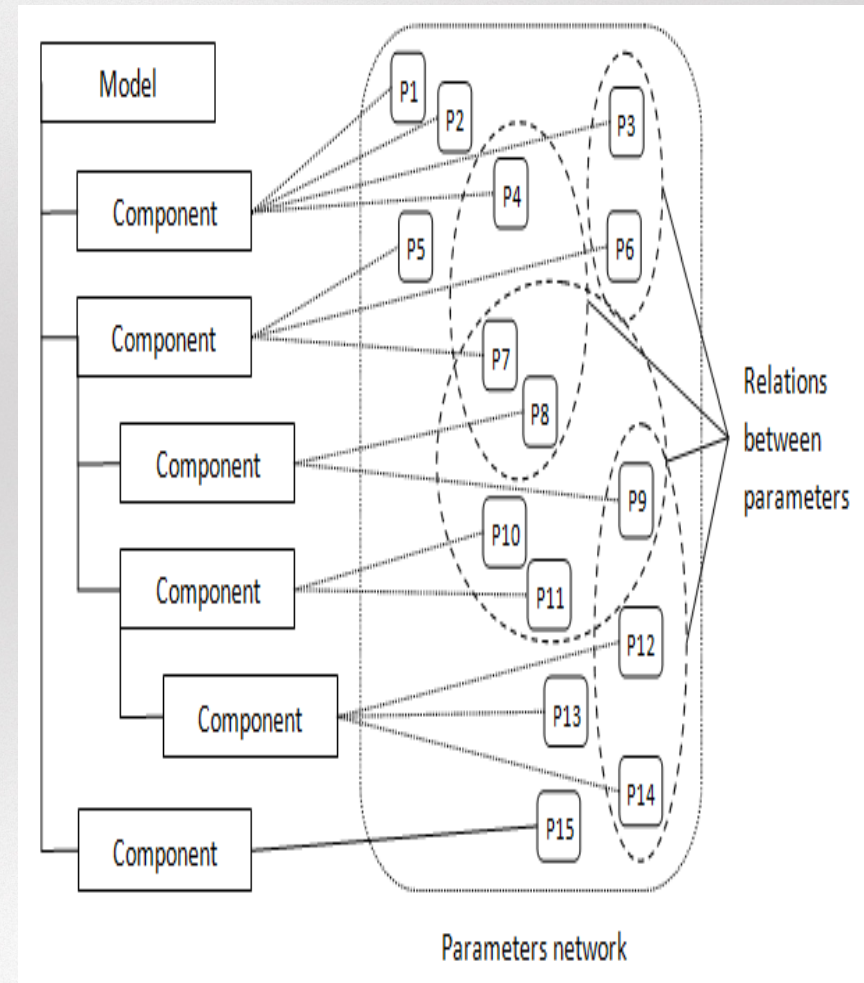 Model
Component
Component
Component
Component
Component
Component
P1
P2
P3
P4
P5
P6
P7
P8
P9
P10
P11
P12
P13
P14
P15
Relations
between
parameters
Parameters network